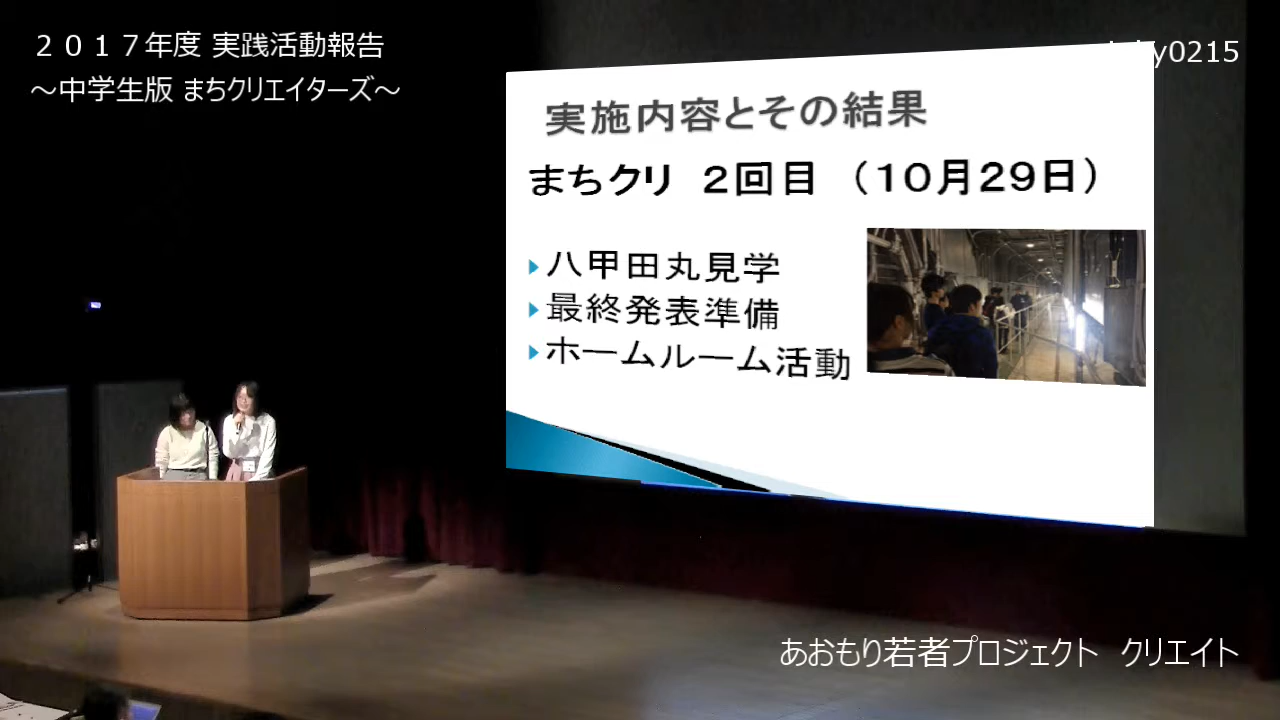 ２０１７年度 実践活動報告
～中学生版 まちクリエイターズ～
y0215
実施内容とその結果
まちクリ　２回目　（１０月２９日）
八甲田丸見学
最終発表準備
ホームルーム活動
あおもり若者プロジェクト　クリエイト